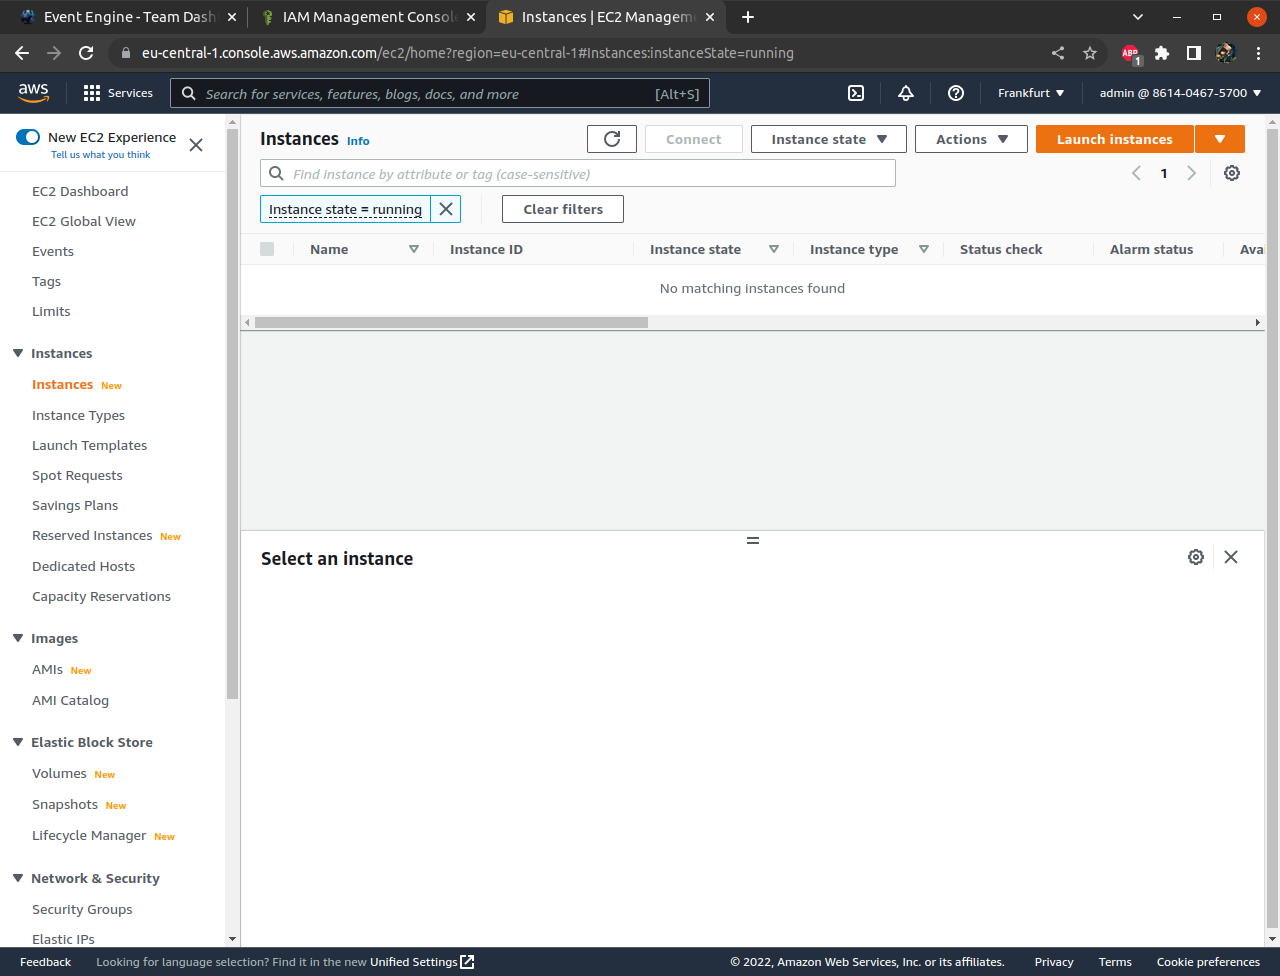 Event Engine - Team Dash
IAM Management Console
Instances | EC2 Managem
eu-central-1.console.aws.amazon.com/ec2/home?region=eu-central-1#Instances:instanceState=running
ABP
1
aws
Services
Search for services, features, blogs, docs, and more
[Alt+S]
Frankfurt
admin @ 8614-0467-5700
New EC2 Experience
Tell us what you think
EC2 Dashboard
EC2 Global View
Events
Tags
Limits
Instances
Instances New
Instance Types
Launch Templates
Spot Requests
Savings Plans
Reserved Instances New
Dedicated Hosts
Capacity Reservations
Images
AMIs New
AMI Catalog
Elastic Block Store
Volumes New
Snapshots New
Lifecycle Manager New
Network & Security
Security Groups
Elastic IPs
Instances Info
Connect
Instance state
Actions
Launch instances
Find instance by attribute or tag (case-sensitive)
1
Instance state = running
Clear filters
Name
Instance ID
Instance state
Instance type
Status check
Alarm status
Avai
No matching instances found
Select an instance
Feedback
Looking for language selection? Find it in the new Unified Settings
© 2022, Amazon Web Services, Inc. or its affiliates.
Privacy
Terms
Cookie preferences